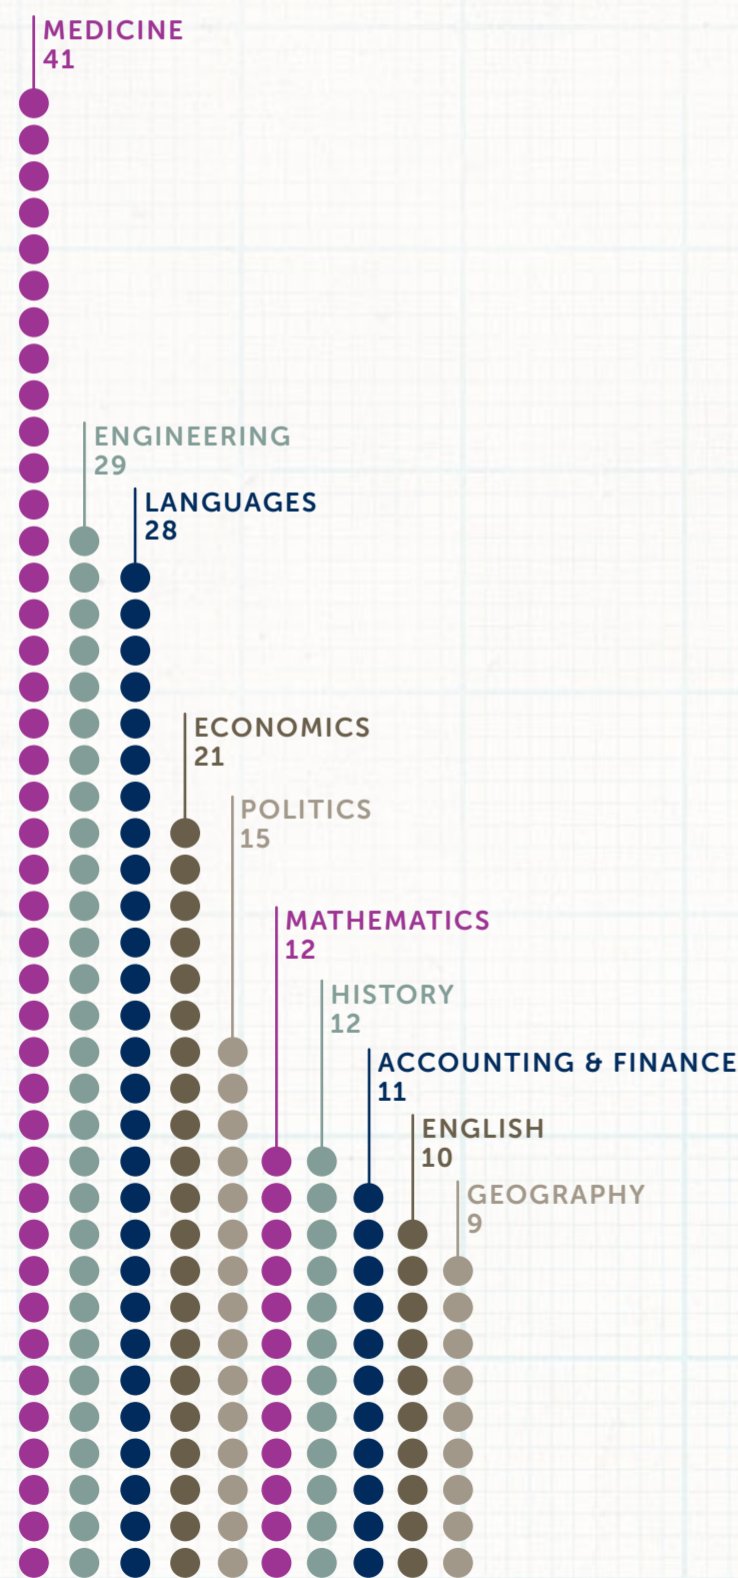 MEDICINE
41
ENGINEERING
29
LANGUAGES
28
ECONOMICS
21
POLITICS
15
MATHEMATICS
12
HISTORY
12
ACCOUNTING & FINANCE
11
ENGLISH
10
GEOGRAPHY
9